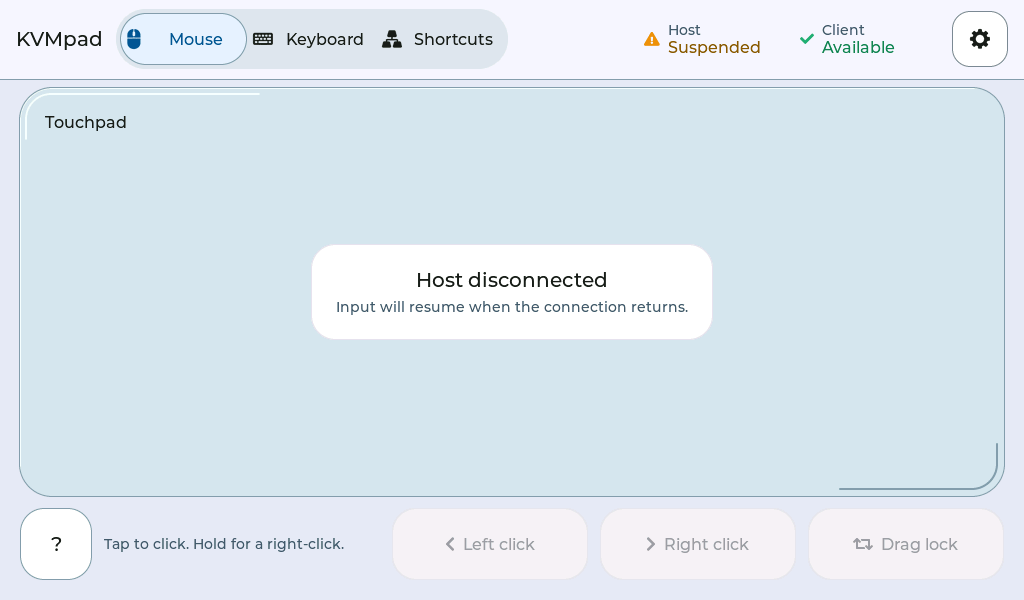 KVMpad
Mouse
Keyboard
Shortcuts
Host
Suspended
Client
Available
Touchpad
Host disconnected
Input will resume when the connection returns.
?
Tap to click. Hold for a right-click.
Left click
Right click
Drag lock